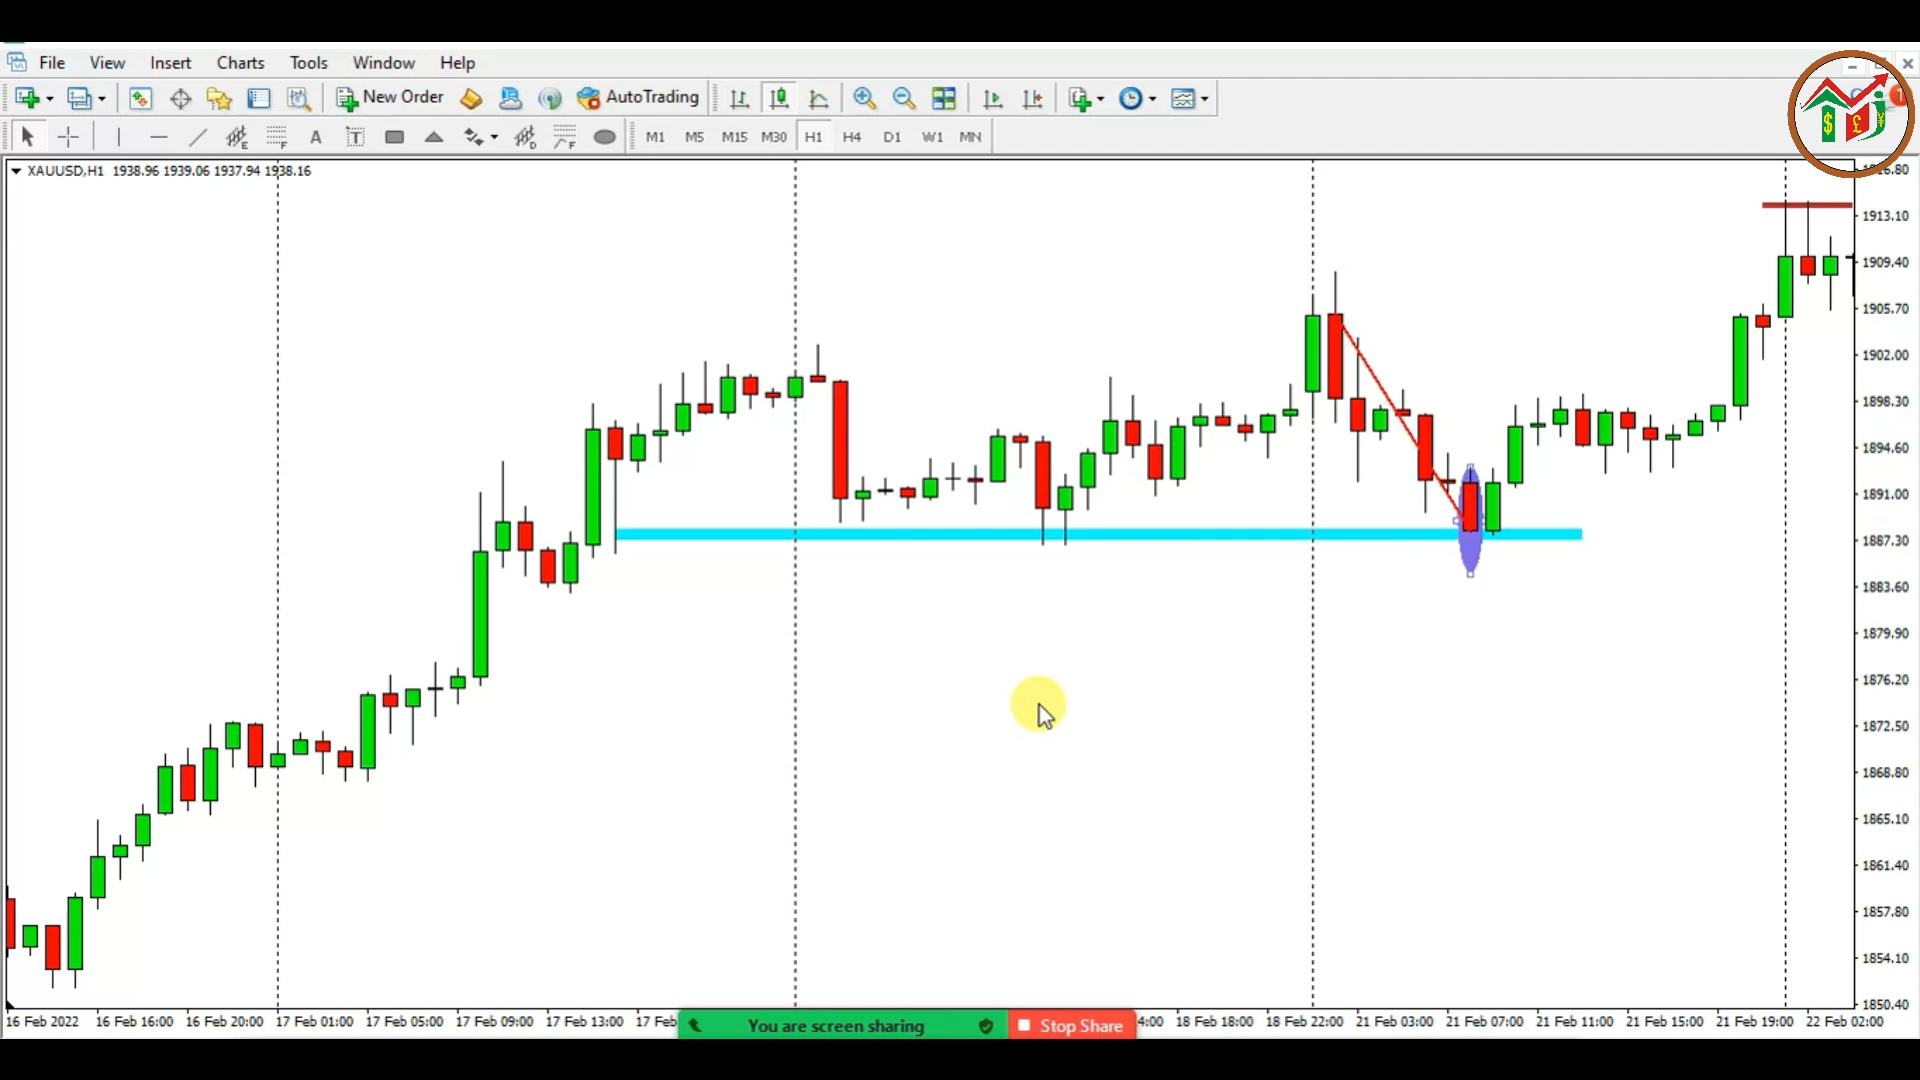 File View Insert Charts Tools Window Help
New Order AutoTrading
A T E F D F M1 M5 M15 M30 H1 H4 D1 W1 MN
XAUUSD,H1 1938.96 1939.06 1937.94 1938.16
$ £ ¥
1913.10
1909.40
1905.70
1902.00
1898.30
1894.60
1891.00
1887.30
1883.60
1879.90
1876.20
1872.50
1868.80
1865.10
1861.40
1857.80
1854.10
1850.40
16 Feb 2022 16 Feb 16:00 16 Feb 20:00 17 Feb 01:00 17 Feb 05:00 17 Feb 09:00 17 Feb 13:00 17 Feb 18 Feb 18:00 18 Feb 22:00 21 Feb 03:00 21 Feb 07:00 21 Feb 11:00 21 Feb 15:00 21 Feb 19:00 22 Feb 02:00
You are screen sharing Stop Share